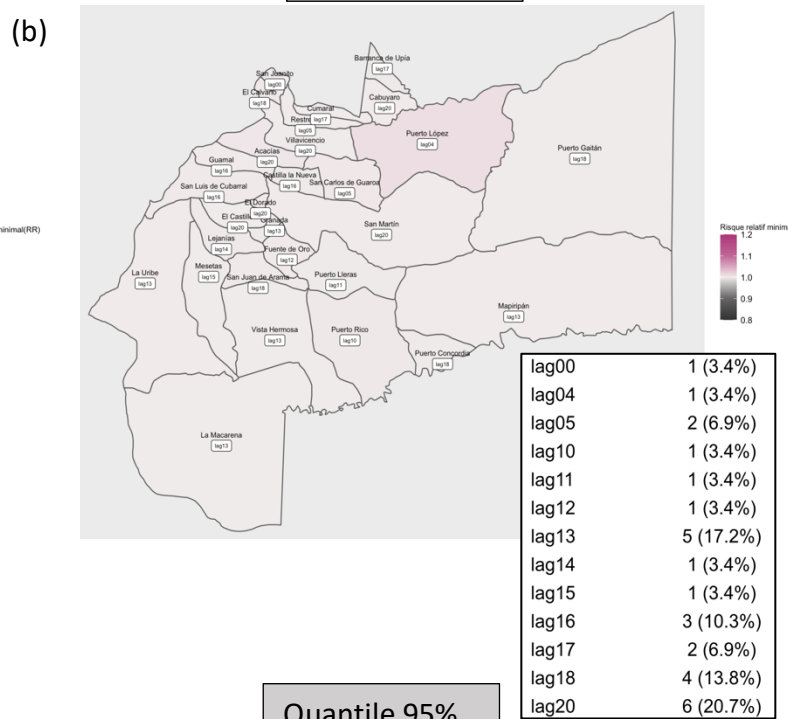 (b)
Barranca de Upía
lag17
San Juanito
lag00
El Calvario
lag18
Cabuyaro
lag20
Cumaral
lag17
Restre
lag05
Puerto López
lag04
Villavicencio
lag20
Puerto Gaitán
lag18
Acacías
lag20
Guamal
lag16
Castilla la Nueva
lag16
San Carlos de Guaroa
lag05
San Luis de Cubarral
lag16
El Dorado
lag20
El Castill
lag20
Granada
lag13
San Martín
lag20
Risque relatif minim
1.2
1.1
1.0
0.9
0.8
minimal(RR)
Lejanías
lag14
Fuente de Oro
lag12
La Uribe
lag13
Mesetas
lag15
San Juan de Arama
lag18
Puerto Lleras
lag11
Mapiripán
lag13
Vista Hermosa
lag13
Puerto Rico
lag10
Puerto Concordia
lag18
La Macarena
lag13
lag00 1 (3.4%)
lag04 1 (3.4%)
lag05 2 (6.9%)
lag10 1 (3.4%)
lag11 1 (3.4%)
lag12 1 (3.4%)
lag13 5 (17.2%)
lag14 1 (3.4%)
lag15 1 (3.4%)
lag16 3 (10.3%)
lag17 2 (6.9%)
lag18 4 (13.8%)
lag20 6 (20.7%)
Quantile 95%